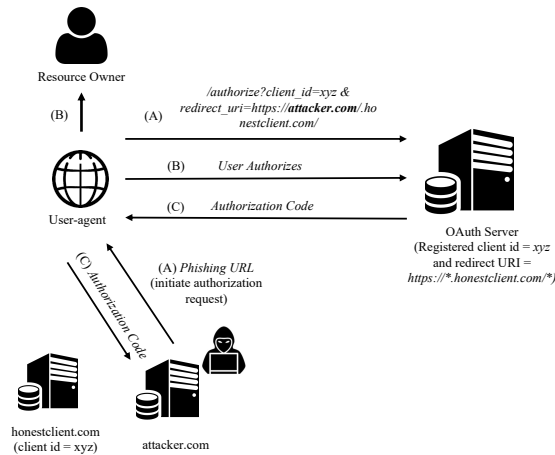 Resource Owner
(B)
(A)
/authorize?client_id=xyz &
redirect_uri=https://attacker.com/.ho
nestclient.com/
(B) User Authorizes
(C) Authorization Code
User-agent
OAuth Server
(Registered client id = xyz
and redirect URI =
https://*.honestclient.com/*)
(A) Phishing URL
(initiate authorization
request)
(C) Authorization Code
honestclient.com
(client id = xyz)
attacker.com